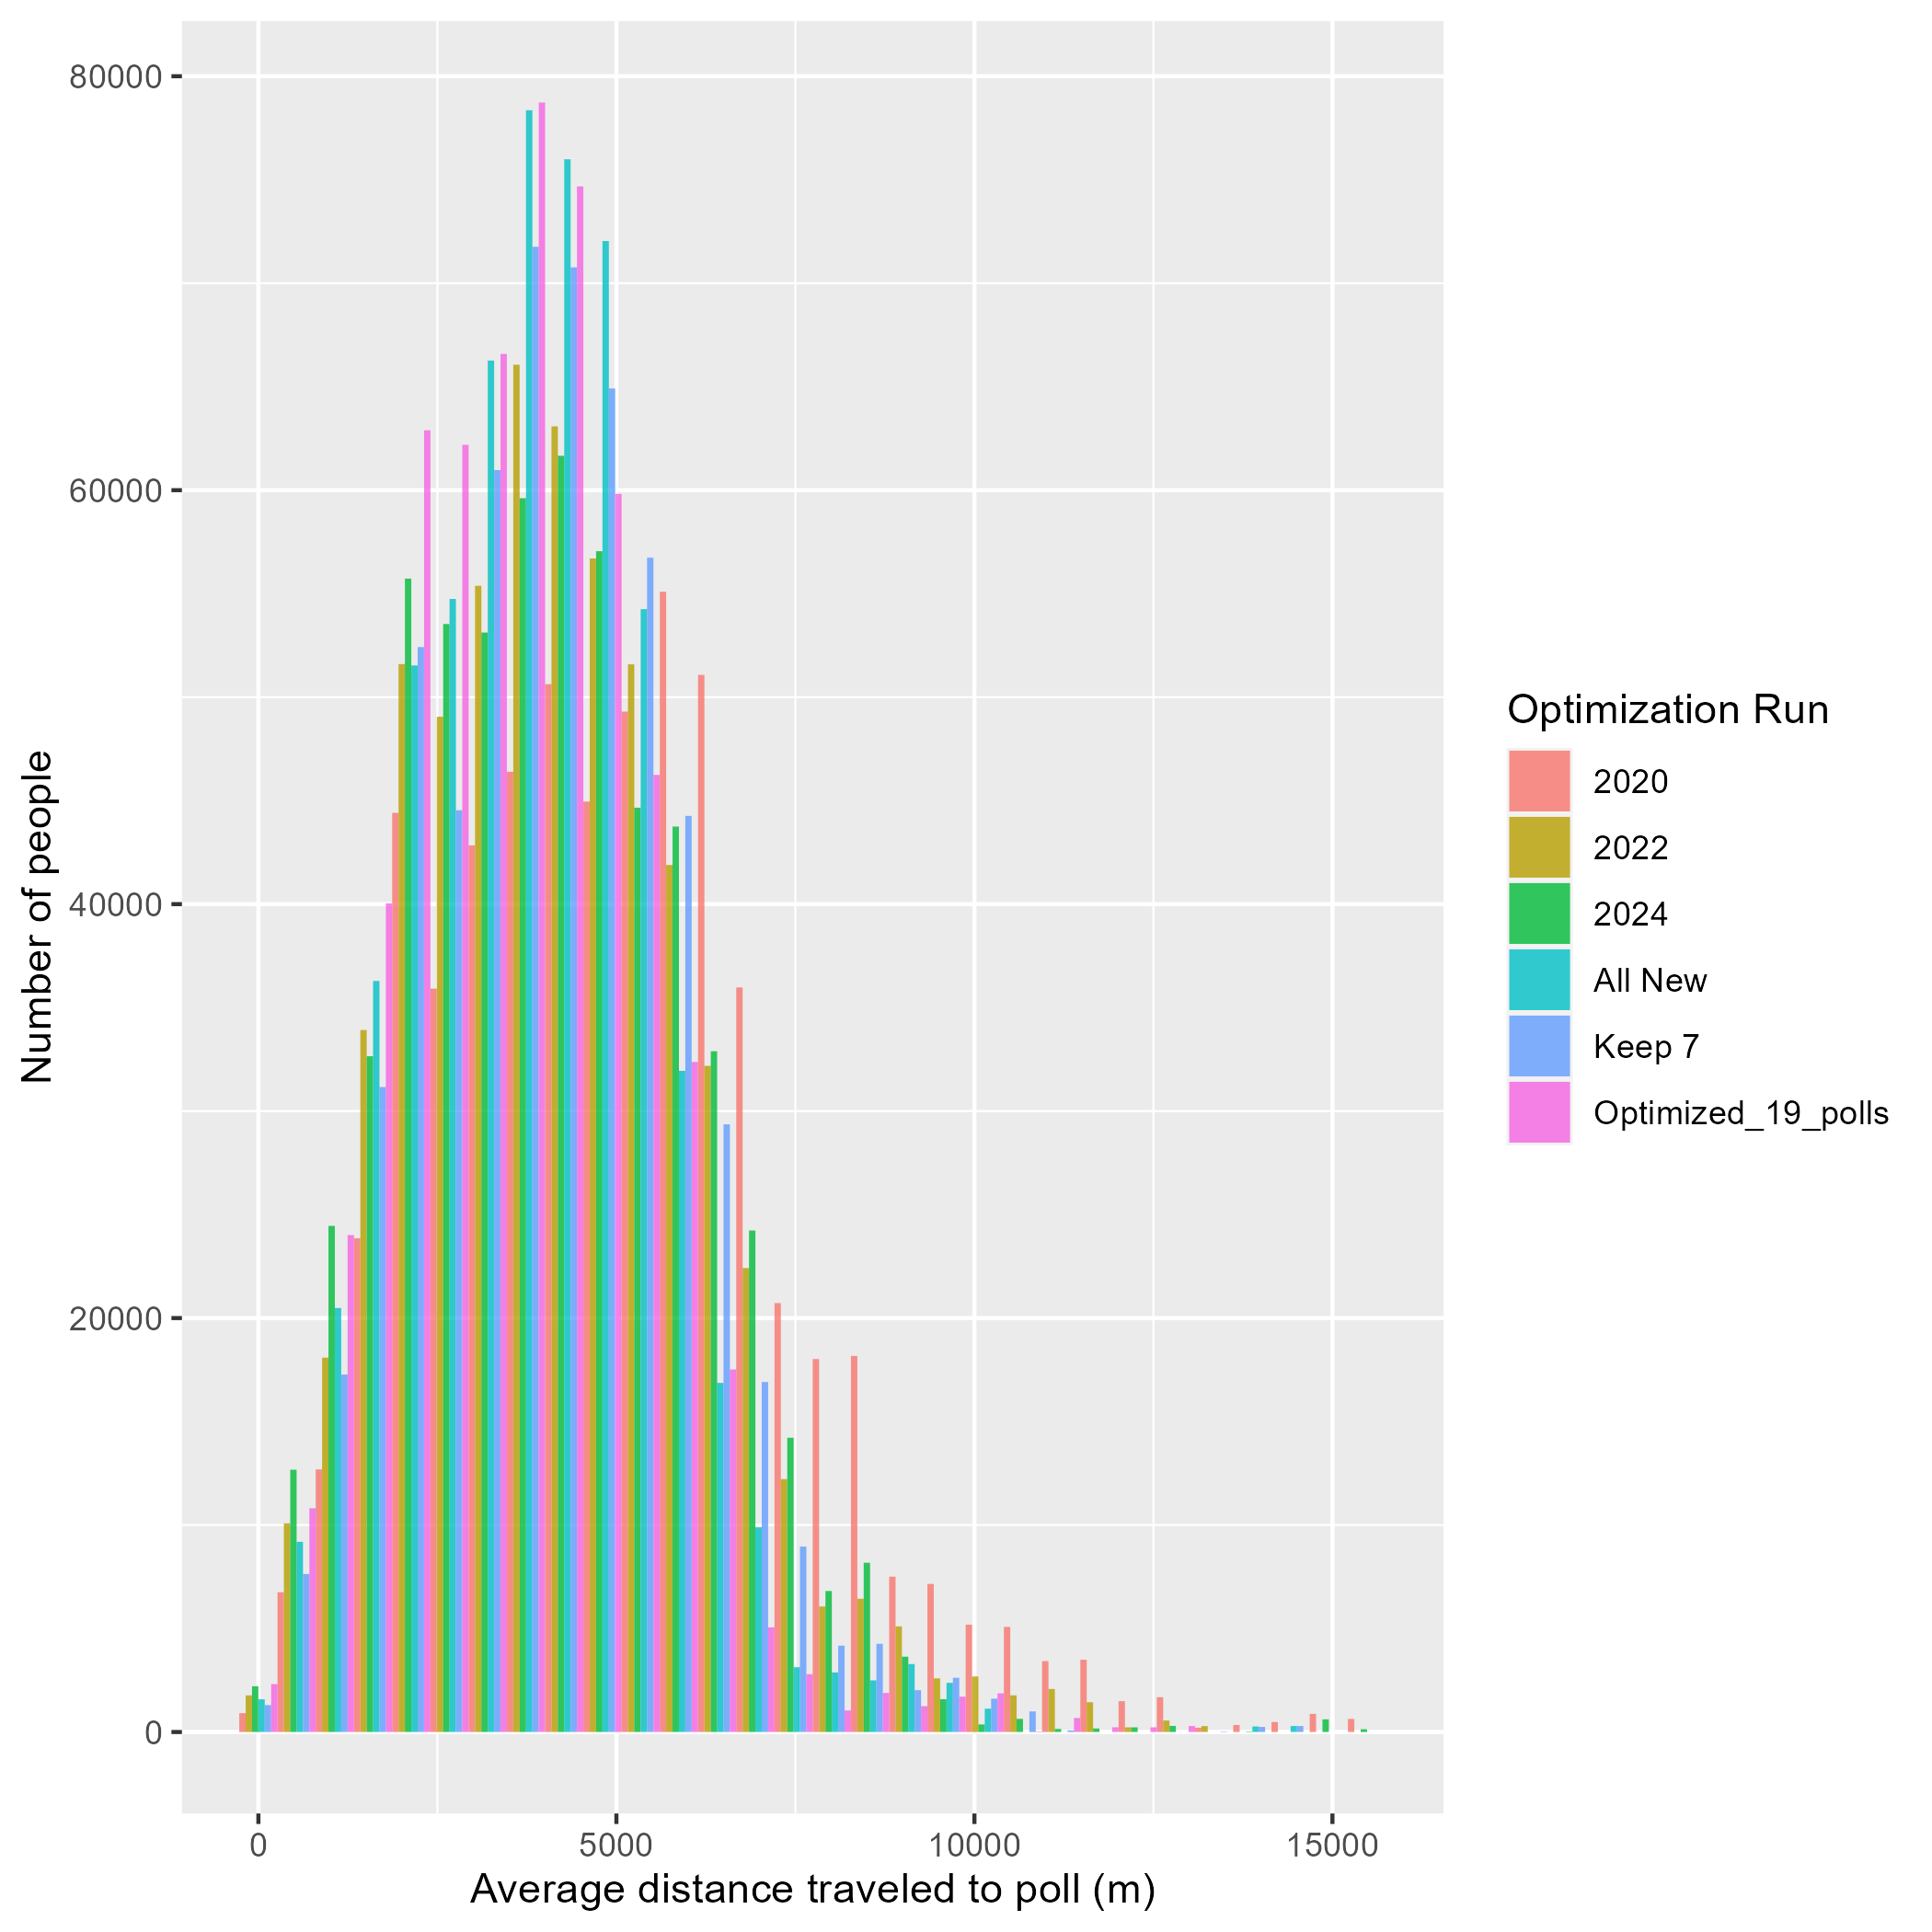 80000
60000
40000
20000
0
Number of people
0
5000
10000
15000
Average distance traveled to poll (m)
Optimization Run
2020
2022
2024
All New
Keep 7
Optimized_19_polls